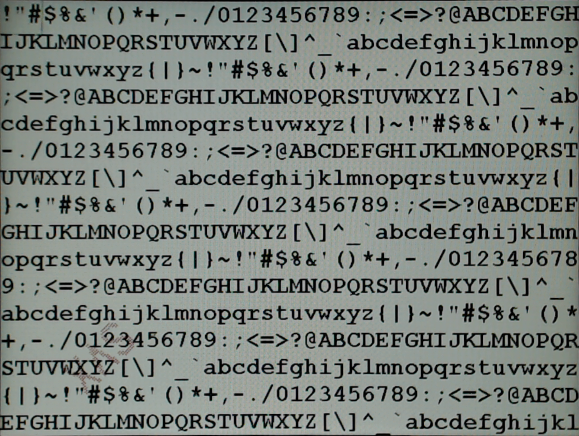 !"#$%&'()*+,-./0123456789:;<=>?@ABCDEFGH
IJKLMNOPQRSTUVWXYZ[\]^_`abcdefghijklmnop
qrstuvwxyz{|}~!"#$%&'()*+,-./0123456789:
;<=>?@ABCDEFGHIJKLMNOPQRSTUVWXYZ[\]^_`ab
cdefghijklmnopqrstuvwxyz{|}~!"#$%&'()*+,
-./0123456789:;<=>?@ABCDEFGHIJKLMNOPQRST
UVWXYZ[\]^_`abcdefghijklmnopqrstuvwxyz{|
}~!"#$%&'()*+,-./0123456789:;<=>?@ABCDEF
GHIJKLMNOPQRSTUVWXYZ[\]^_`abcdefghijklmn
opqrstuvwxyz{|}~!"#$%&'()*+,-./012345678
9:;<=>?@ABCDEFGHIJKLMNOPQRSTUVWXYZ[\]^_`
abcdefghijklmnopqrstuvwxyz{|}~!"#$%&'()*
+,-./0123456789:;<=>?@ABCDEFGHIJKLMNOPQR
STUVWXYZ[\]^_`abcdefghijklmnopqrstuvwxyz
{|}~!"#$%&'()*+,-./0123456789:;<=>?@ABCD
EFGHIJKLMNOPQRSTUVWXYZ[\]^_`abcdefghijkl